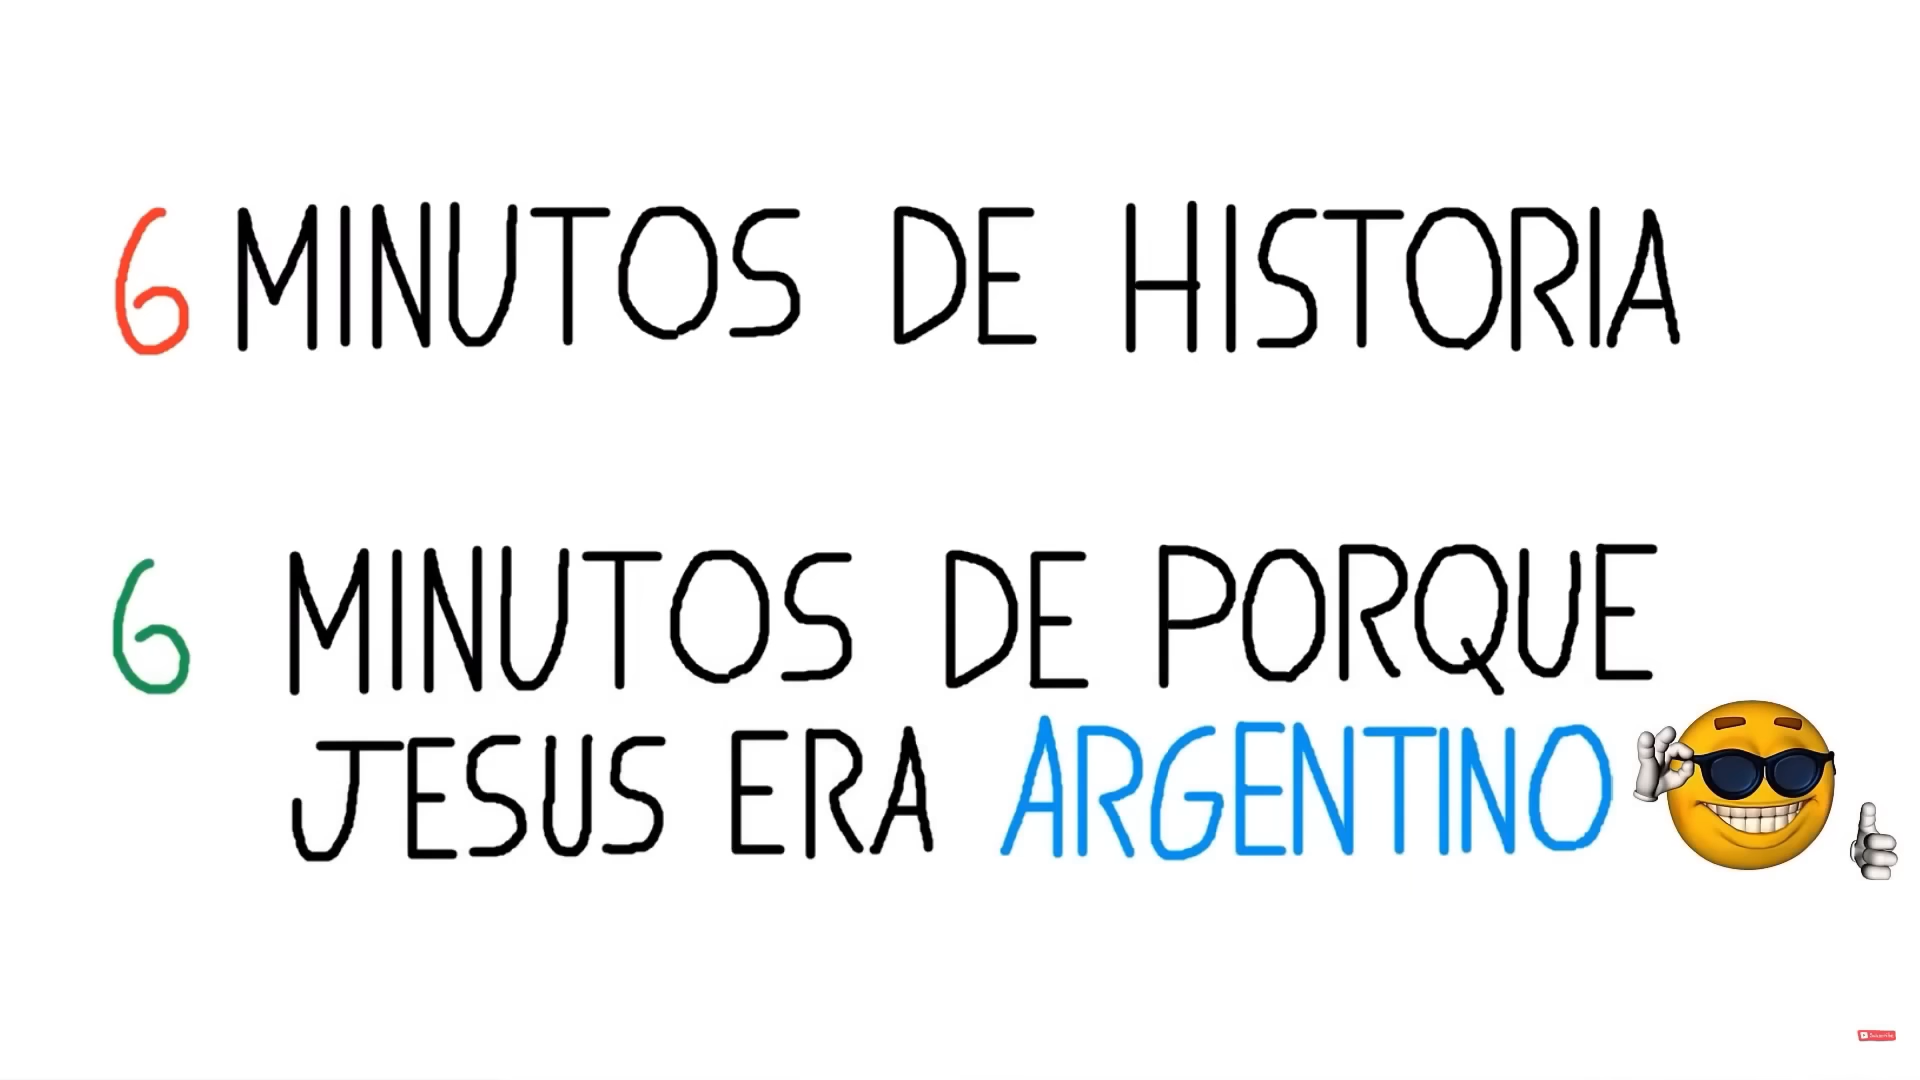 6 MINUTOS DE HISTORIA
6 MINUTOS DE PORQUE
JESUS ERA ARGENTINO